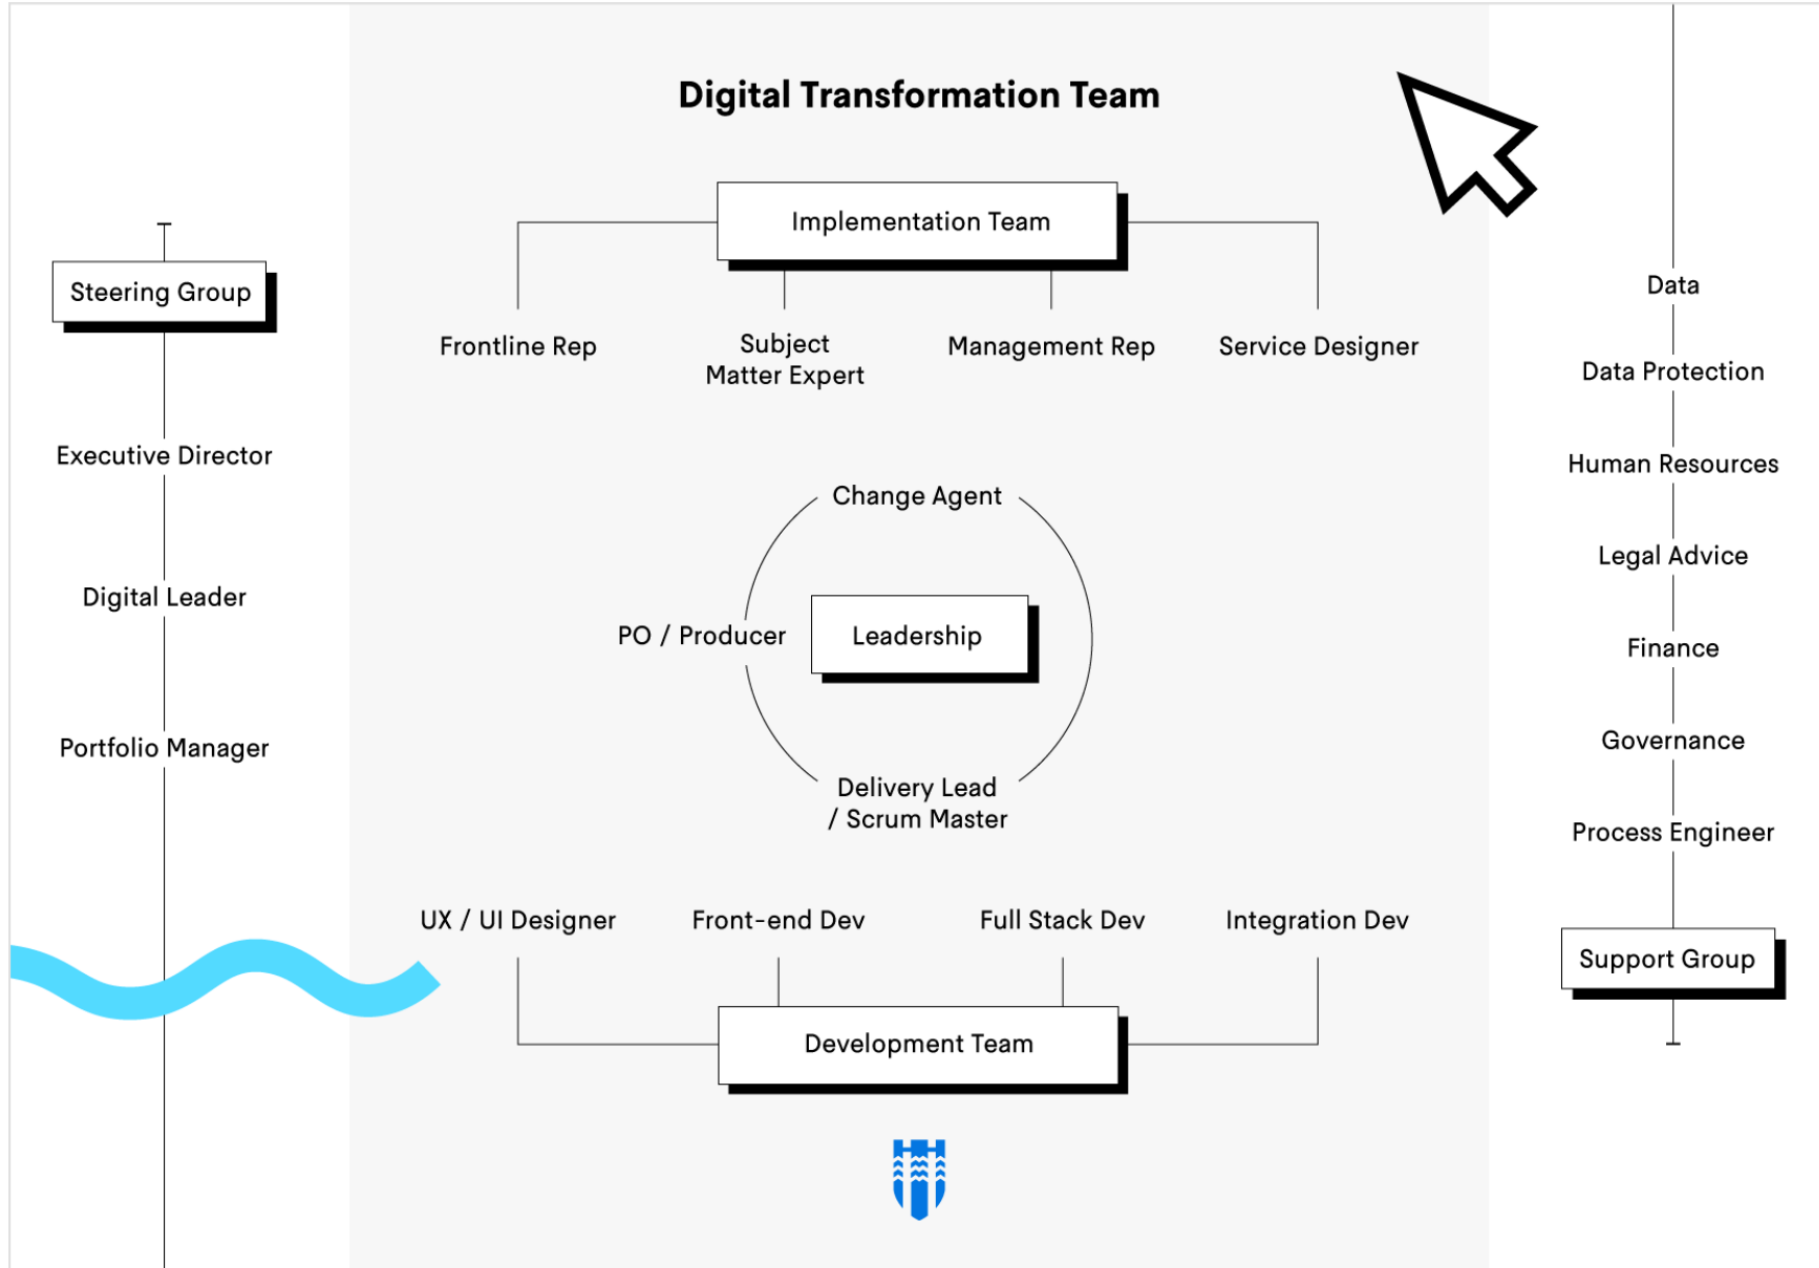 Digital Transformation Team
Steering Group
Executive Director
Digital Leader
Portfolio Manager
Implementation Team
Frontline Rep
Subject
Matter Expert
Management Rep
Service Designer
Change Agent
PO / Producer
Leadership
Delivery Lead
/ Scrum Master
UX / UI Designer
Front-end Dev
Full Stack Dev
Integration Dev
Development Team
Data
Data Protection
Human Resources
Legal Advice
Finance
Governance
Process Engineer
Support Group